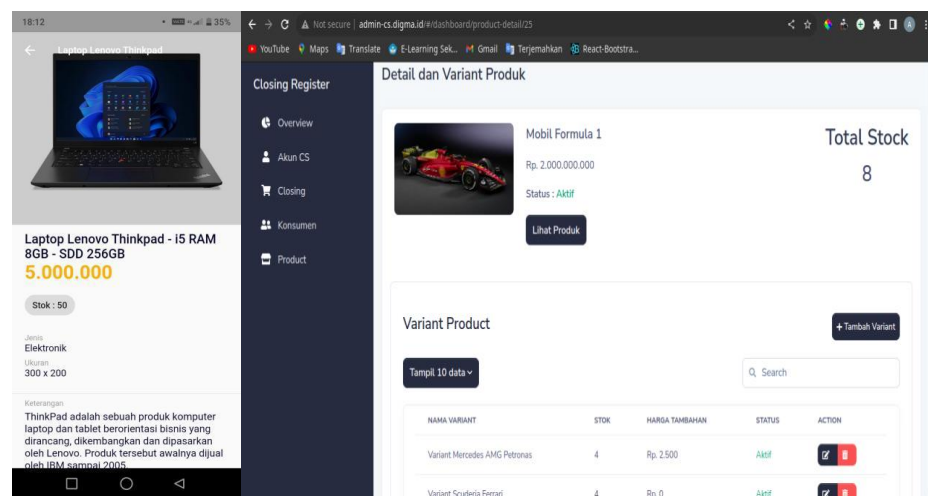 18:12
35%
Laptop Lenovo Thinkpad
Laptop Lenovo Thinkpad - i5 RAM
8GB - SDD 256GB
5.000.000
Stok : 50
Jenis
Elektronik
Ukuran
300 x 200
Keterangan
ThinkPad adalah sebuah produk komputer
laptop dan tablet berorientasi bisnis yang
dirancang, dikembangkan dan dipasarkan
oleh Lenovo. Produk tersebut awalnya dijual
oleh IBM sampai 2005.
Not secure | admin-cs.digma.id/#/dashboard/product-detail/25
YouTube Maps Translate E-Learning Sek... Gmail Terjemahkan React-Bootstra...
Closing Register
Overview
Akun CS
Closing
Konsumen
Product
Detail dan Variant Produk
Mobil Formula 1
Rp. 2.000.000.000
Status : Aktif
Lihat Produk
Total Stock
8
Variant Product
+ Tambah Variant
Tampil 10 data
Search
NAMA VARIANT STOK HARGA TAMBAHAN STATUS ACTION
Variant Mercedes AMG Petronas 4 Rp. 2.500 Aktif
Variant Scuderia Ferrari 4 Rp. 0 Aktif